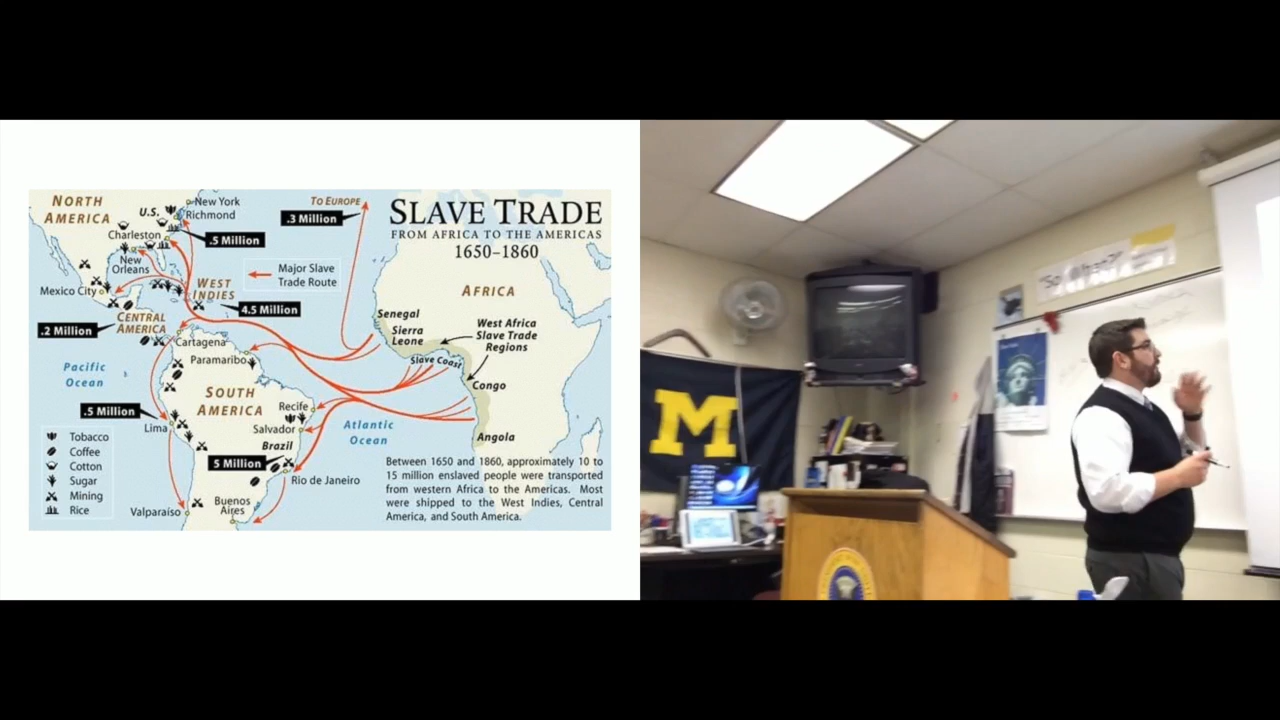 NORTH
AMERICA
U.S.
New York
Richmond
Charleston
.5 Million
New
Orleans
Mexico City
WEST
INDIES
4.5 Million
CENTRAL
AMERICA
.2 Million
Cartagena
Paramaribo
Pacific
Ocean
SOUTH
AMERICA
.5 Million
Lima
Recife
Salvador
Brazil
5 Million
Rio de Janeiro
Buenos
Aires
Valparaíso
Tobacco
Coffee
Cotton
Sugar
Mining
Rice
TO EUROPE
.3 Million
Major Slave
Trade Route
SLAVE TRADE
FROM AFRICA TO THE AMERICAS
1650–1860
AFRICA
Senegal
Sierra
Leone
West Africa
Slave Trade
Regions
Slave Coast
Congo
Angola
Atlantic
Ocean
Between 1650 and 1860, approximately 10 to
15 million enslaved people were transported
from western Africa to the Americas. Most
were shipped to the West Indies, Central
America, and South America.
"So What?"
M